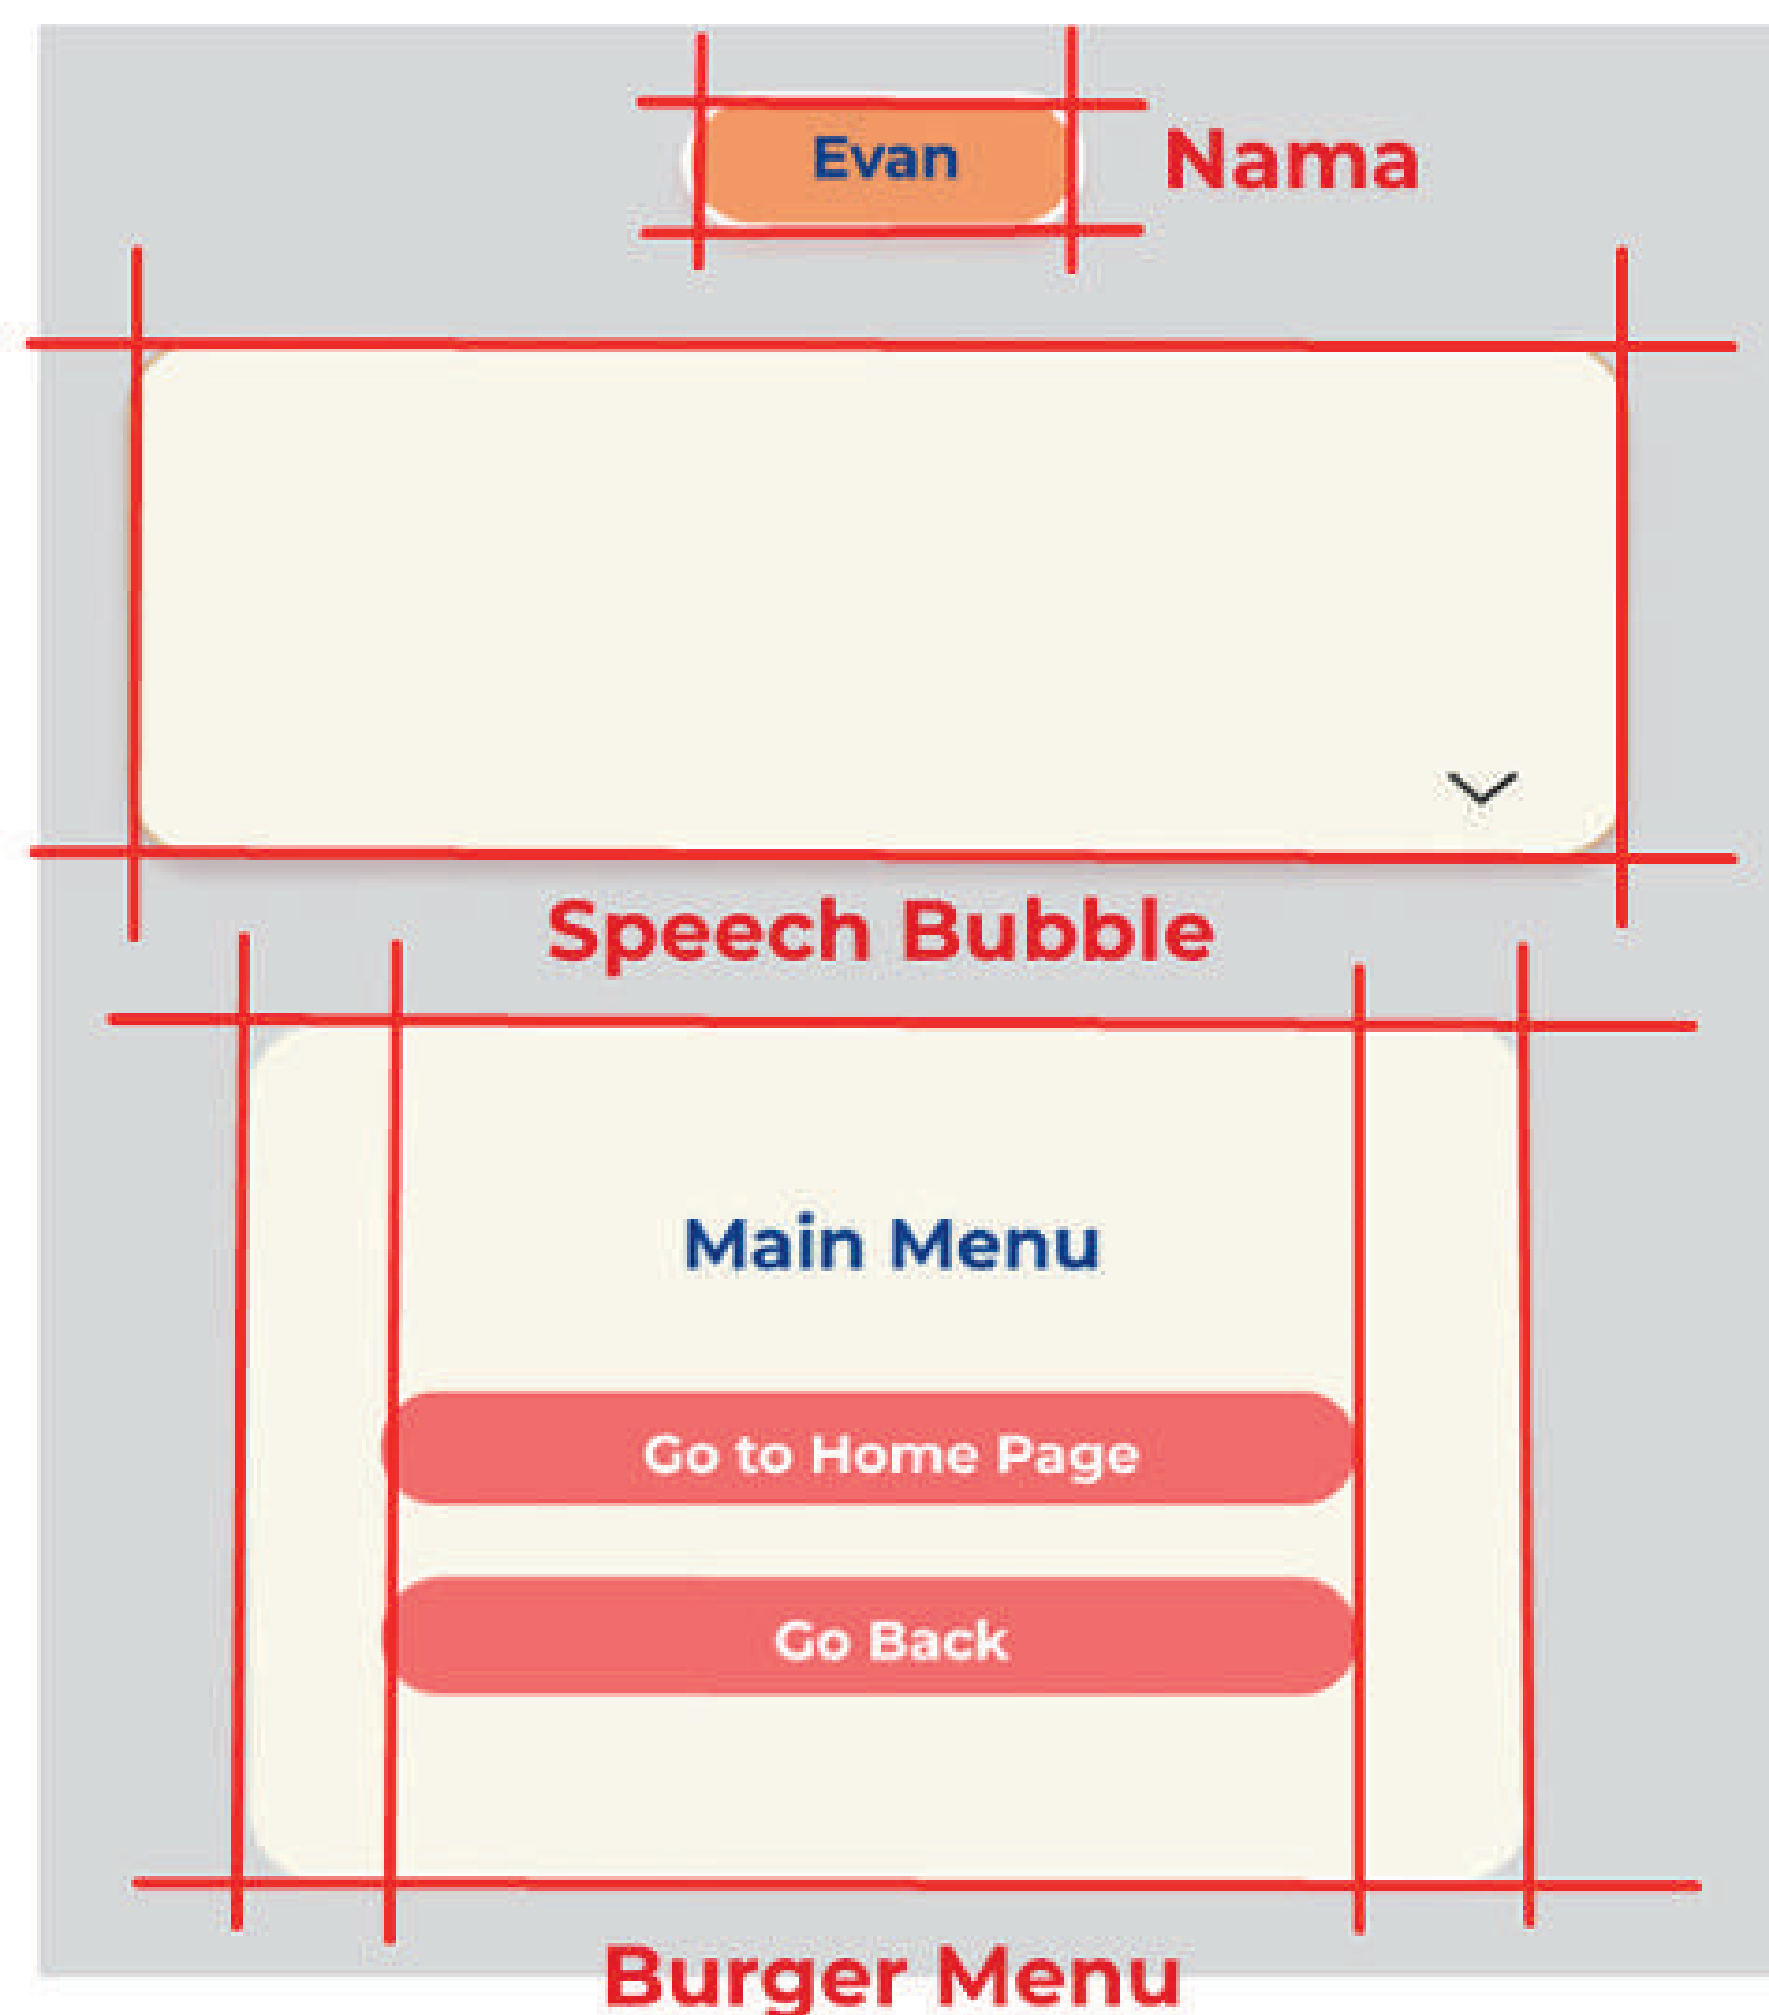 Evan
Nama
Speech Bubble
Main Menu
Go to Home Page
Go Back
Burger Menu